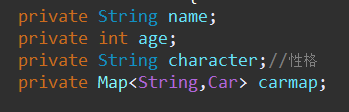 private String name;
private int age;
private String character;//性格
private Map<String,Car> carmap;